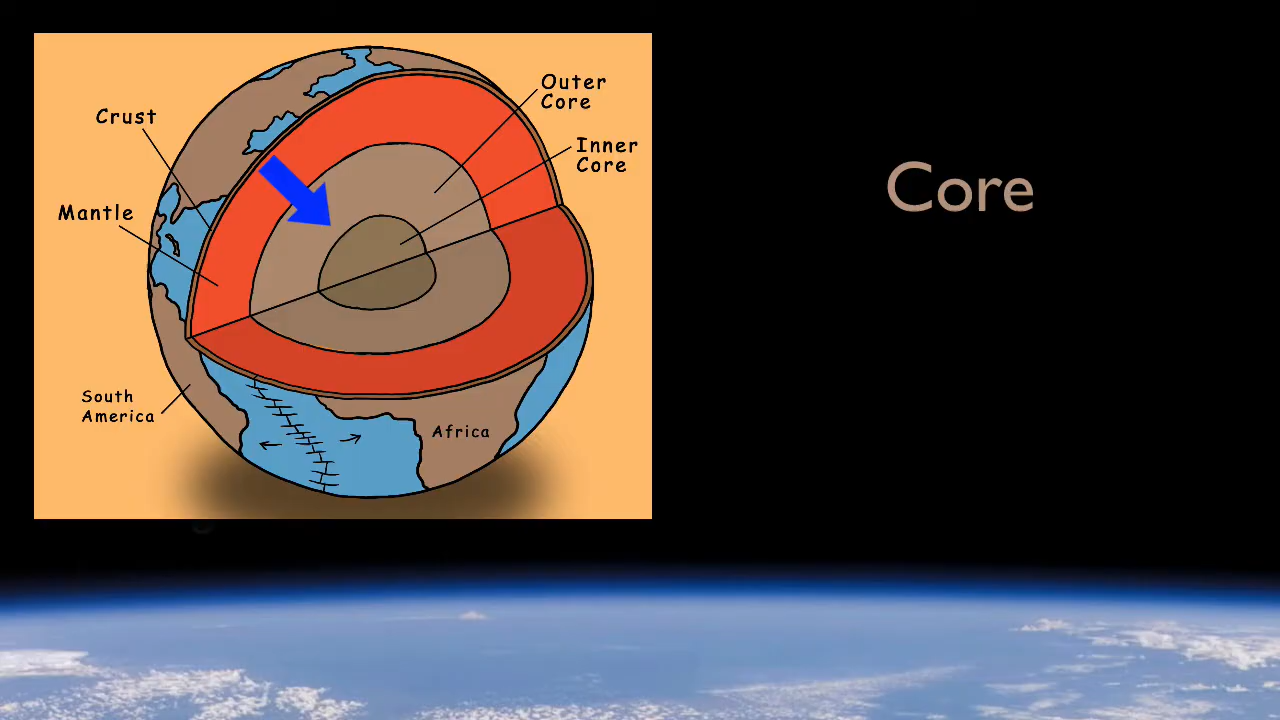 Outer
Core
Crust
Inner
Core
Mantle
South
America
Africa
Core